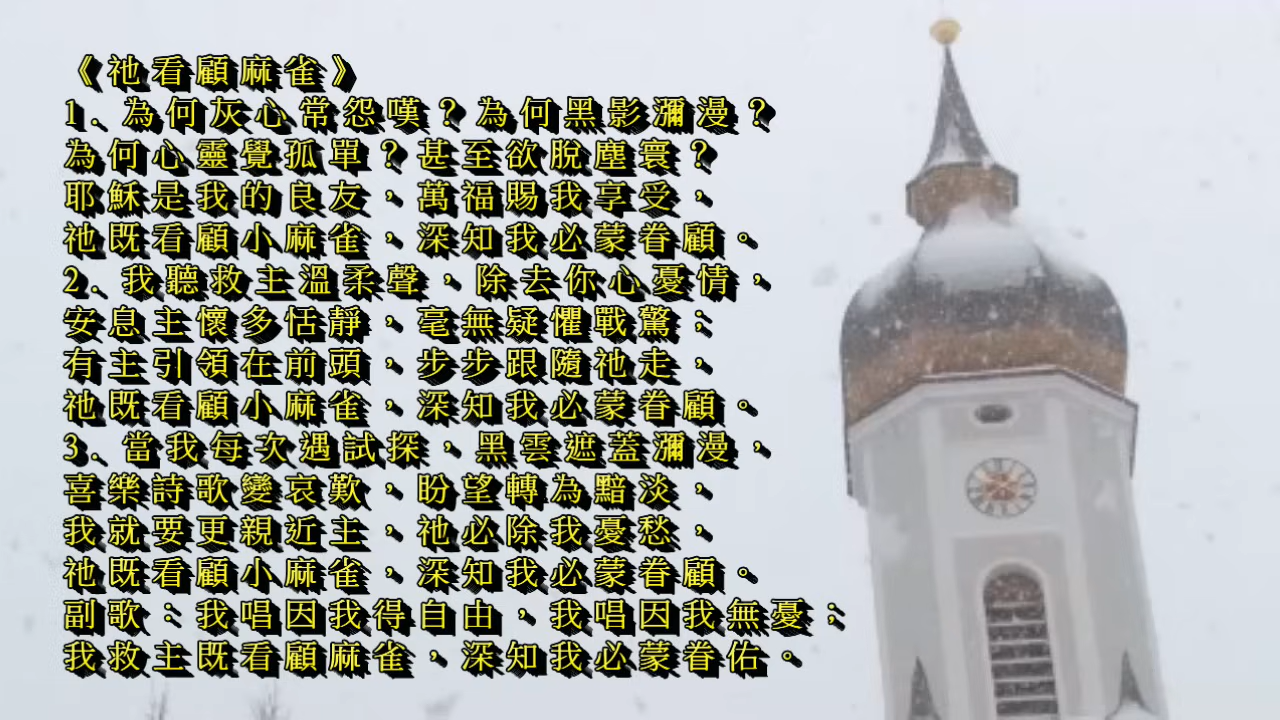 《祂看顧麻雀》
1. 為何灰心常怨嘆？為何黑影瀰漫？
為何心靈覺孤單？甚至欲脫塵寰？
耶穌是我的良友，萬福賜我享受，
祂既看顧小麻雀，深知我必蒙眷顧。
2. 我聽救主溫柔聲，除去你心憂情，
安息主懷多恬靜，毫無疑懼戰驚；
有主引領在前頭，步步跟隨祂走，
祂既看顧小麻雀，深知我必蒙眷顧。
3. 當我每次遇試探，黑雲遮蓋瀰漫，
喜樂詩歌變哀歎，盼望轉為黯淡，
我就要更親近主，祂必除我憂愁，
祂既看顧小麻雀，深知我必蒙眷顧。
副歌：我唱因我得自由，我唱因我無憂；
我救主既看顧麻雀，深知我必蒙眷佑。